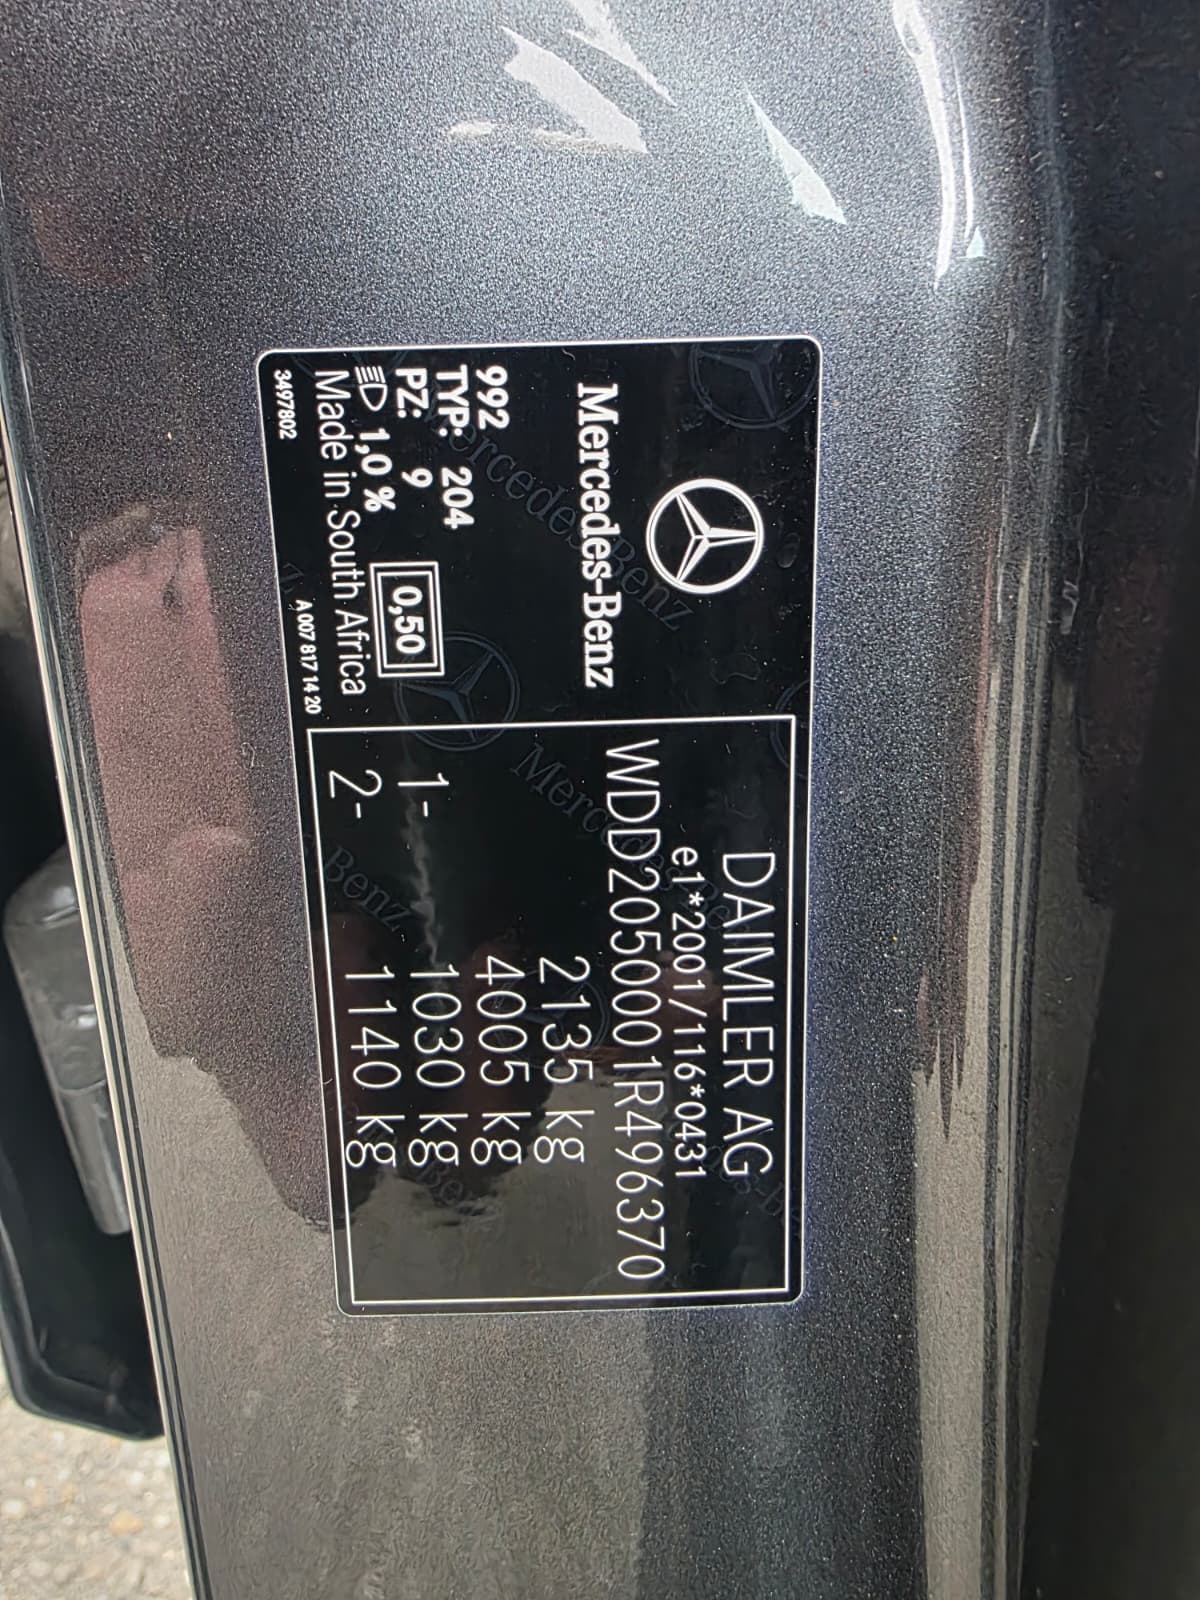 Mercedes-Benz
992
TYP: 204
PZ: 9
1,0 %
0,50
Made in South Africa
3497802
A 007 817 14 20
DAIMLER AG
e1*2001/116*0431
WDD2050001R496370
2135 kg
4005 kg
1- 1030 kg
2- 1140 kg